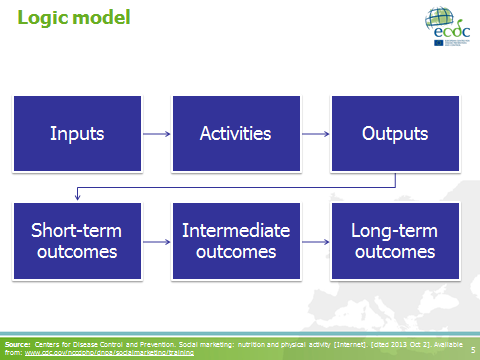 Logic model
ecdc
Inputs
Activities
Outputs
Short-term
outcomes
Intermediate
outcomes
Long-term
outcomes
Source: Centers for Disease Control and Prevention. Social marketing: nutrition and physical activity [Internet]. [cited 2013 Oct 2]. Available
from: www.cdc.gov/nccdphp/dnpa/socialmarketing/training
5